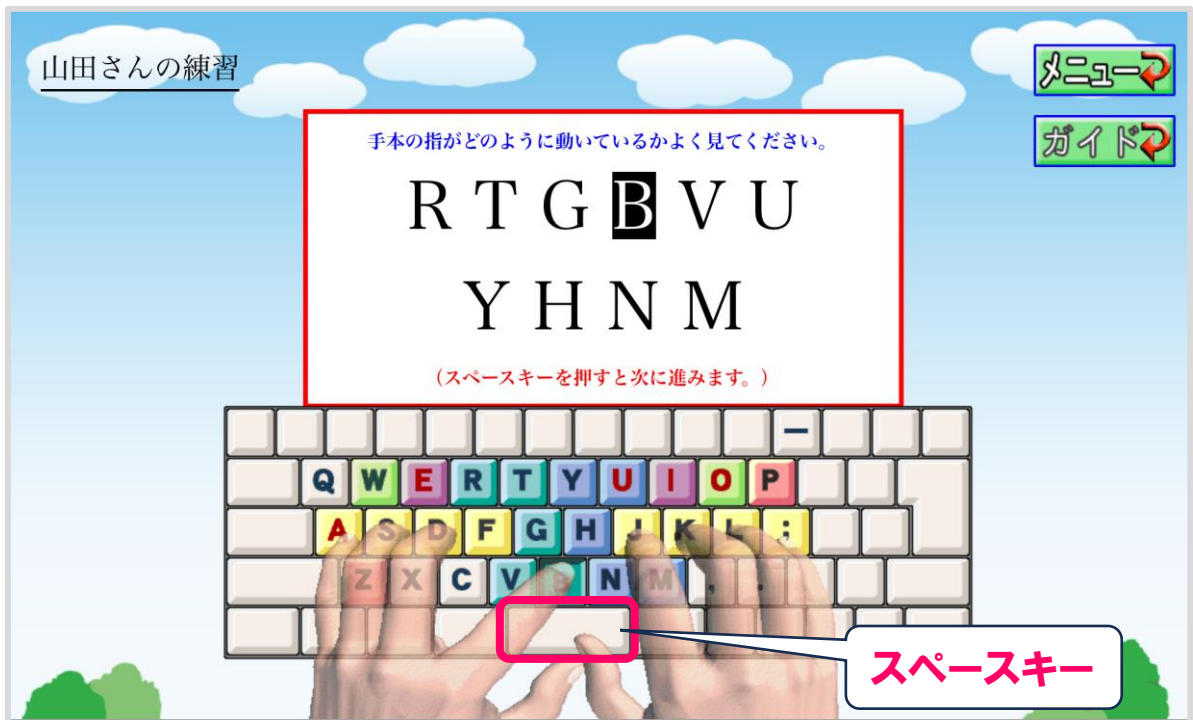 山田さんの練習
メニュー
ガイド
手本の指がどのように動いているかよく見てください。
R T G B V U
Y H N M
(スペースキーを押すと次に進みます。)
ー
Q W E R T Y U I O P
A S D F G H J K L ;
Z X C V B N M , .
スペースキー